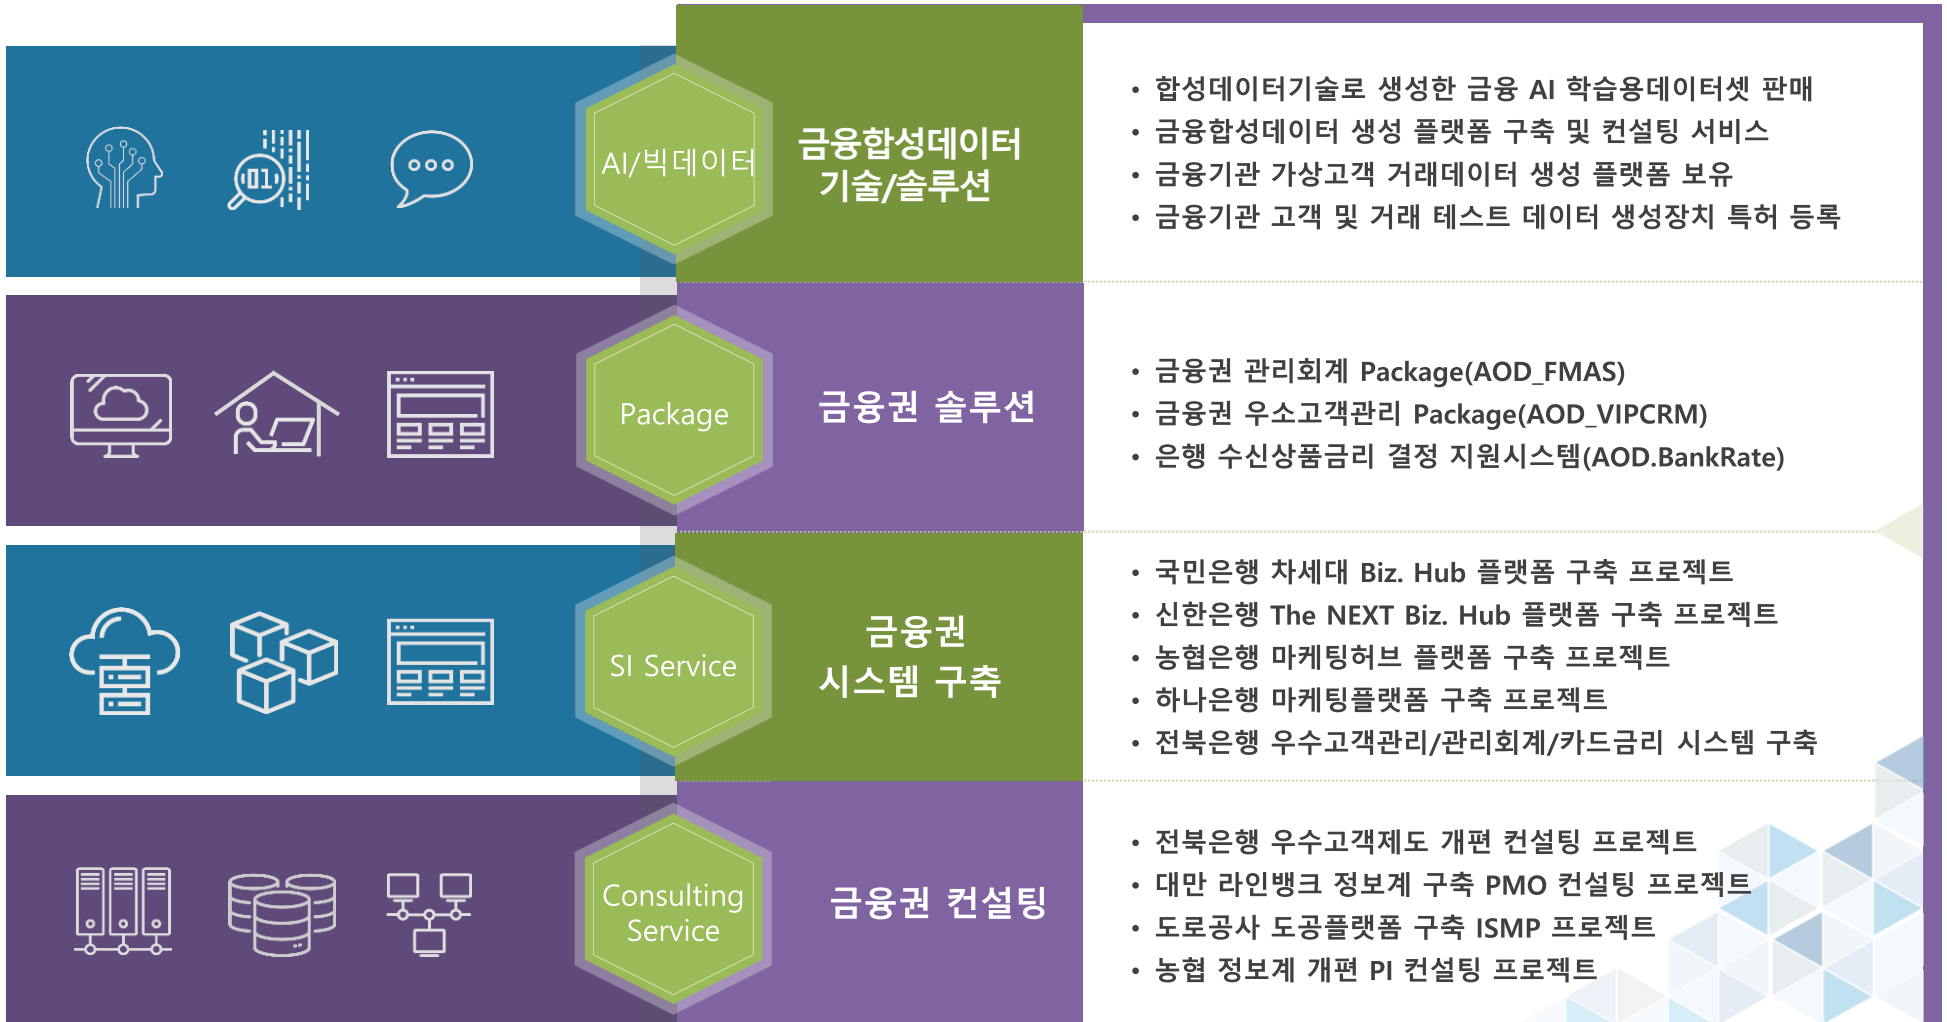 AI/빅데이터
금융합성데이터
기술/솔루션
• 합성데이터기술로 생성한 금융 AI 학습용데이터셋 판매
• 금융합성데이터 생성 플랫폼 구축 및 컨설팅 서비스
• 금융기관 가상고객 거래데이터 생성 플랫폼 보유
• 금융기관 고객 및 거래 테스트 데이터 생성장치 특허 등록
Package
금융권 솔루션
• 금융권 관리회계 Package(AOD_FMAS)
• 금융권 우소고객관리 Package(AOD_VIPCRM)
• 은행 수신상품금리 결정 지원시스템(AOD.BankRate)
SI Service
금융권
시스템 구축
• 국민은행 차세대 Biz. Hub 플랫폼 구축 프로젝트
• 신한은행 The NEXT Biz. Hub 플랫폼 구축 프로젝트
• 농협은행 마케팅허브 플랫폼 구축 프로젝트
• 하나은행 마케팅플랫폼 구축 프로젝트
• 전북은행 우수고객관리/관리회계/카드금리 시스템 구축
Consulting
Service
금융권 컨설팅
• 전북은행 우수고객제도 개편 컨설팅 프로젝트
• 대만 라인뱅크 정보계 구축 PMO 컨설팅 프로젝트
• 도로공사 도공플랫폼 구축 ISMP 프로젝트
• 농협 정보계 개편 PI 컨설팅 프로젝트